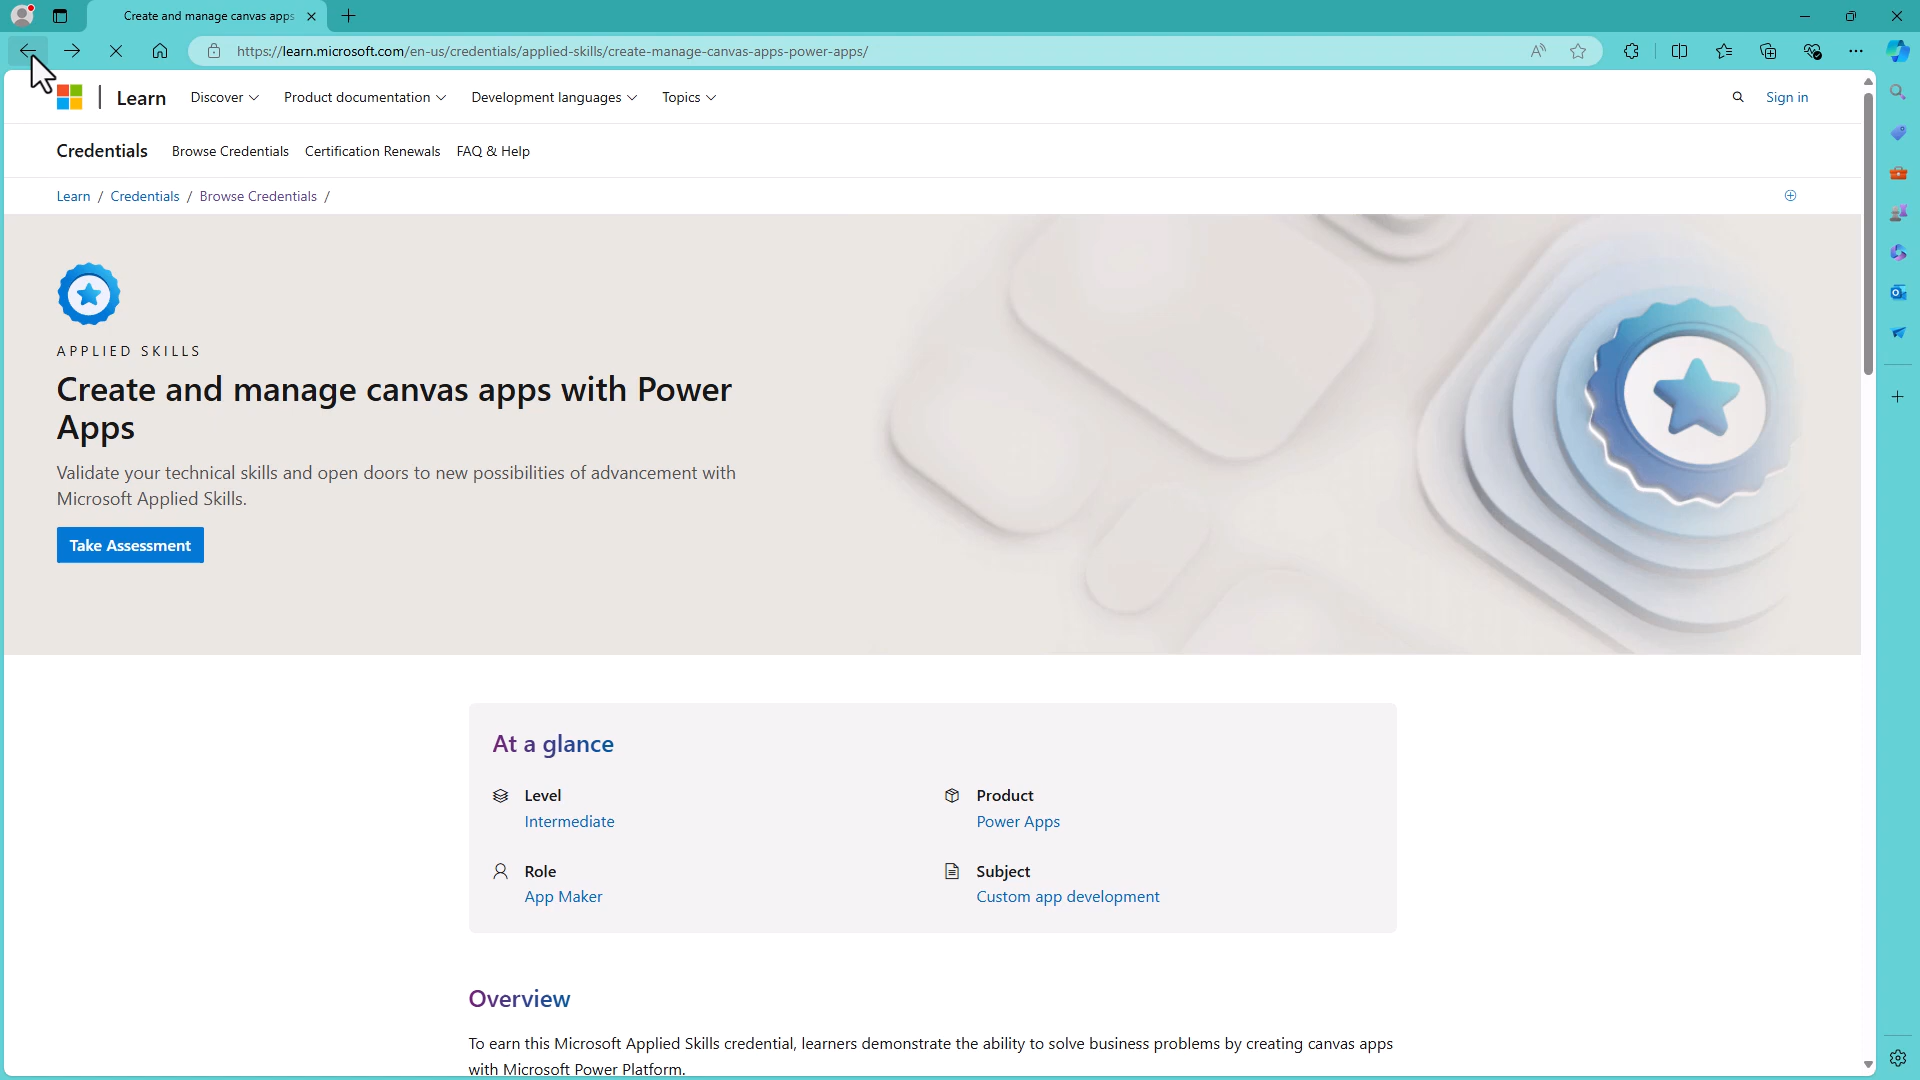 Create and manage canvas apps
https://learn.microsoft.com/en-us/credentials/applied-skills/create-manage-canvas-apps-power-apps/
Learn Discover Product documentation Development languages Topics Sign in
Credentials Browse Credentials Certification Renewals FAQ & Help
Learn / Credentials / Browse Credentials /
APPLIED SKILLS
Create and manage canvas apps with Power
Apps
Validate your technical skills and open doors to new possibilities of advancement with
Microsoft Applied Skills.
Take Assessment
At a glance
Level Product
Intermediate Power Apps
Role Subject
App Maker Custom app development
Overview
To earn this Microsoft Applied Skills credential, learners demonstrate the ability to solve business problems by creating canvas apps
with Microsoft Power Platform.